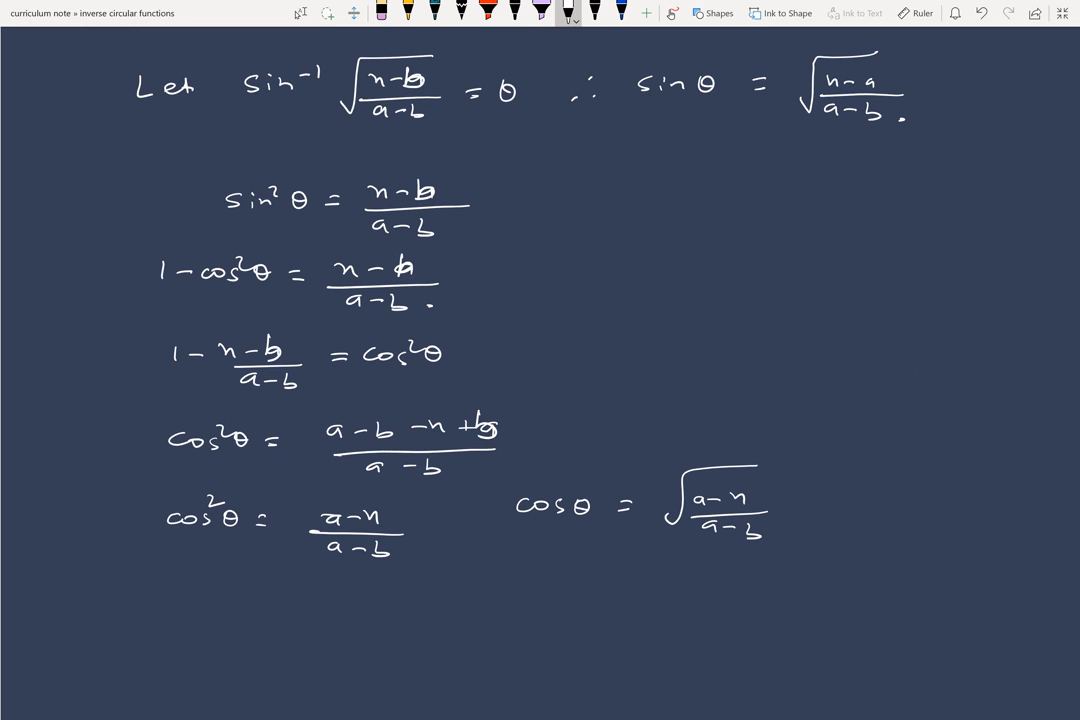 curriculum note » inverse circular functions Shapes Ink to Shape Ink to Text Ruler
Let sin⁻¹ √((x-b)/(a-b)) = θ ∴ sin θ = √((x-a)/(a-b)).
sin² θ = (x-b)/(a-b)
1 - cos²θ = (x-b)/(a-b).
1 - (x-b)/(a-b) = cos²θ
cos²θ = (a-b-x+b)/(a-b)
cos²θ = (a-x)/(a-b) cos θ = √((a-x)/(a-b))